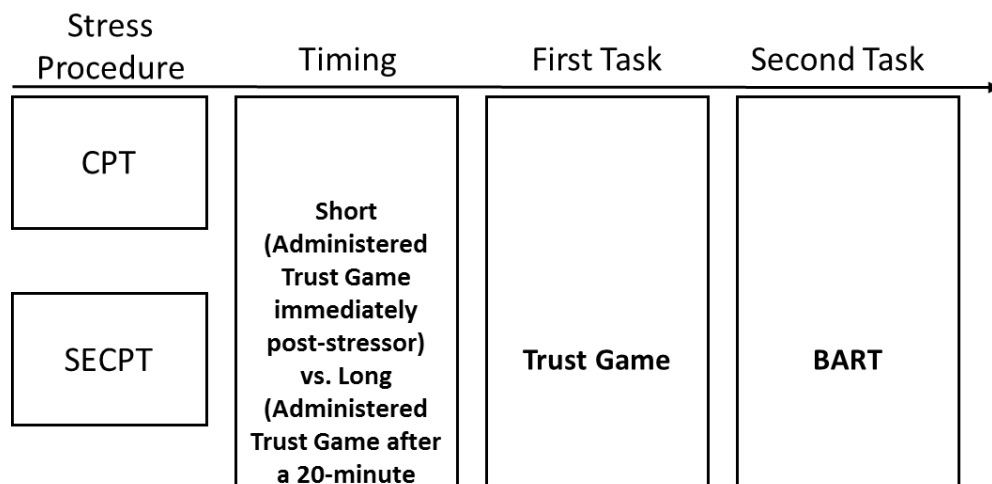 Stress
Procedure
Timing
First Task
Second Task
CPT
SECPT
Short
(Administered
Trust Game
immediately
post-stressor)
vs. Long
(Administered
Trust Game after
a 20-minute
Trust Game
BART